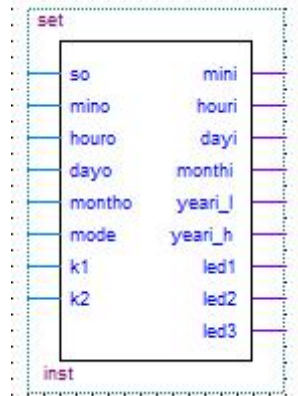 set
so mini
mino houri
houro dayi
dayo monthi
montho yeari_l
mode yeari_h
k1 led1
k2 led2
led3
inst